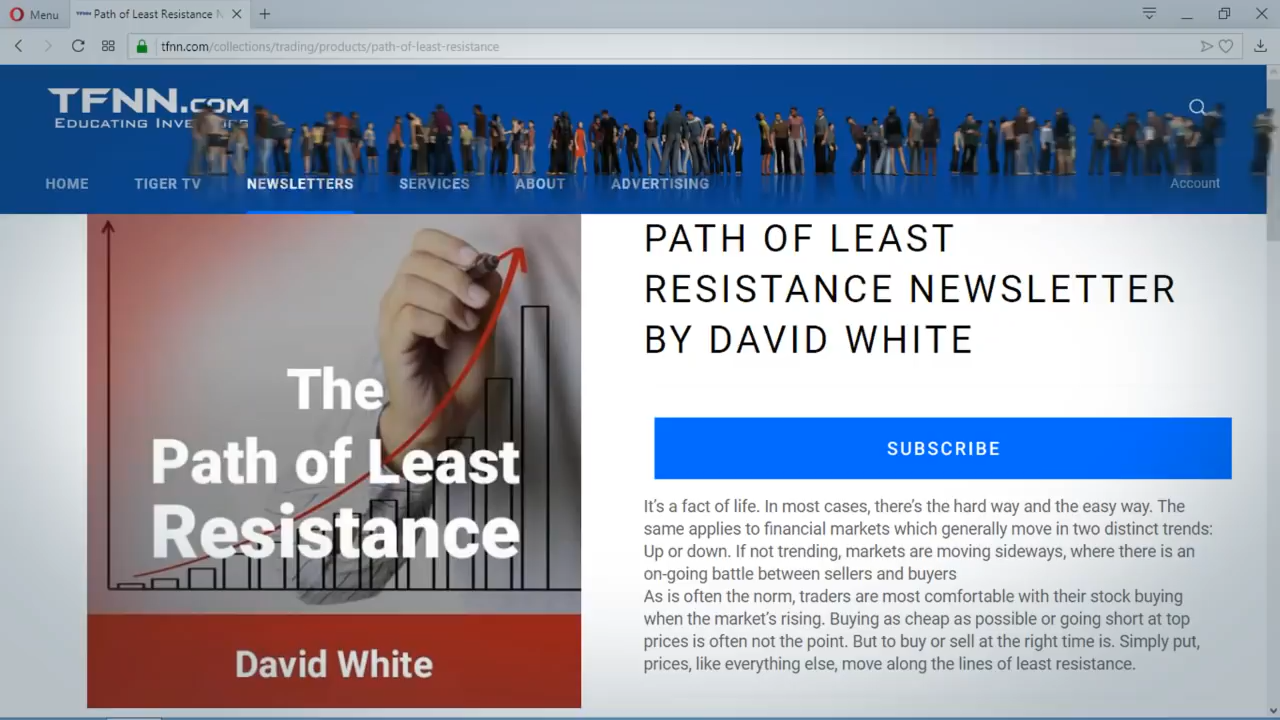 Menu
Path of Least Resistance N
tfnn.com/collections/trading/products/path-of-least-resistance
TFNN.COM
EDUCATING INVESTORS
HOME
TIGER TV
NEWSLETTERS
SERVICES
ABOUT
ADVERTISING
Account
The
Path of Least
Resistance
David White
PATH OF LEAST
RESISTANCE NEWSLETTER
BY DAVID WHITE
SUBSCRIBE
It's a fact of life. In most cases, there's the hard way and the easy way. The
same applies to financial markets which generally move in two distinct trends:
Up or down. If not trending, markets are moving sideways, where there is an
on-going battle between sellers and buyers
As is often the norm, traders are most comfortable with their stock buying
when the market's rising. Buying as cheap as possible or going short at top
prices is often not the point. But to buy or sell at the right time is. Simply put,
prices, like everything else, move along the lines of least resistance.